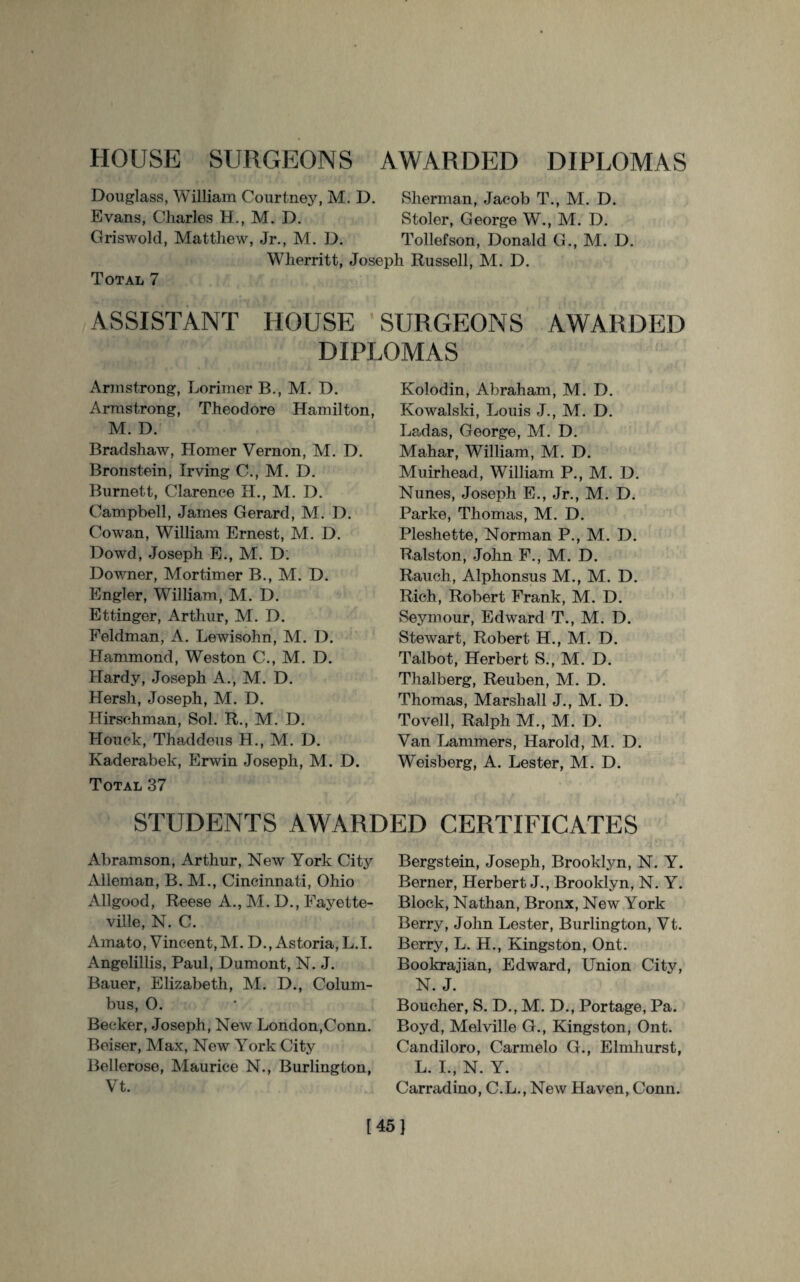 HOUSE SURGEONS AWARDED DIPLOMAS
Douglass, William Courtney, M. D.
Evans, Charles H., M. D.
Griswold, Matthew, Jr., M. D.
Sherman, Jacob T., M. D.
Stoler, George W., M. D.
Tollefson, Donald G., M. D.
Wherritt, Joseph Russell, M. D.
TOTAL 7
ASSISTANT HOUSE SURGEONS AWARDED
DIPLOMAS
Armstrong, Lorimer B., M. D.
Armstrong, Theodore Hamilton,
M. D.
Bradshaw, Homer Vernon, M. D.
Bronstein, Irving C., M. D.
Burnett, Clarence H., M. D.
Campbell, James Gerard, M. D.
Cowan, William Ernest, M. D.
Dowd, Joseph E., M. D.
Downer, Mortimer B., M. D.
Engler, William, M. D.
Ettinger, Arthur, M. D.
Feldman, A. Lewisohn, M. D.
Hammond, Weston C., M. D.
Hardy, Joseph A., M. D.
Hersh, Joseph, M. D.
Hirschman, Sol. R., M. D.
Houck, Thaddeus H., M. D.
Kaderabek, Erwin Joseph, M. D.
TOTAL 37
Kolodin, Abraham, M. D.
Kowalski, Louis J., M. D.
Ladas, George, M. D.
Mahar, William, M. D.
Muirhead, William P., M. D.
Nunes, Joseph E., Jr., M. D.
Parke, Thomas, M. D.
Pleshette, Norman P., M. D.
Ralston, John F., M. D.
Rauch, Alphonsus M., M. D.
Rich, Robert Frank, M. D.
Seymour, Edward T., M. D.
Stewart, Robert H., M. D.
Talbot, Herbert S., M. D.
Thalberg, Reuben, M. D.
Thomas, Marshall J., M. D.
Tovell, Ralph M., M. D.
Van Lammers, Harold, M. D.
Weisberg, A. Lester, M. D.
STUDENTS AWARDED CERTIFICATES
Abramson, Arthur, New York City
Alleman, B. M., Cincinnati, Ohio
Allgood, Reese A., M. D., Fayette-
ville, N. C.
Amato, Vincent, M. D., Astoria, L.I.
Angelillis, Paul, Dumont, N. J.
Bauer, Elizabeth, M. D., Colum-
bus, O.
Becker, Joseph, New London, Conn.
Beiser, Max, New York City
Bellerose, Maurice N., Burlington,
Vt.
Bergstein, Joseph, Brooklyn, N. Y.
Berner, Herbert J., Brooklyn, N. Y.
Block, Nathan, Bronx, New York
Berry, John Lester, Burlington, Vt.
Berry, L. H., Kingston, Ont.
Bookrajian, Edward, Union City,
N. J.
Boucher, S. D., M. D., Portage, Pa.
Boyd, Melville G., Kingston, Ont.
Candiloro, Carmelo G., Elmhurst,
L. I., N. Y.
Carradino, C.L., New Haven, Conn.
[45]